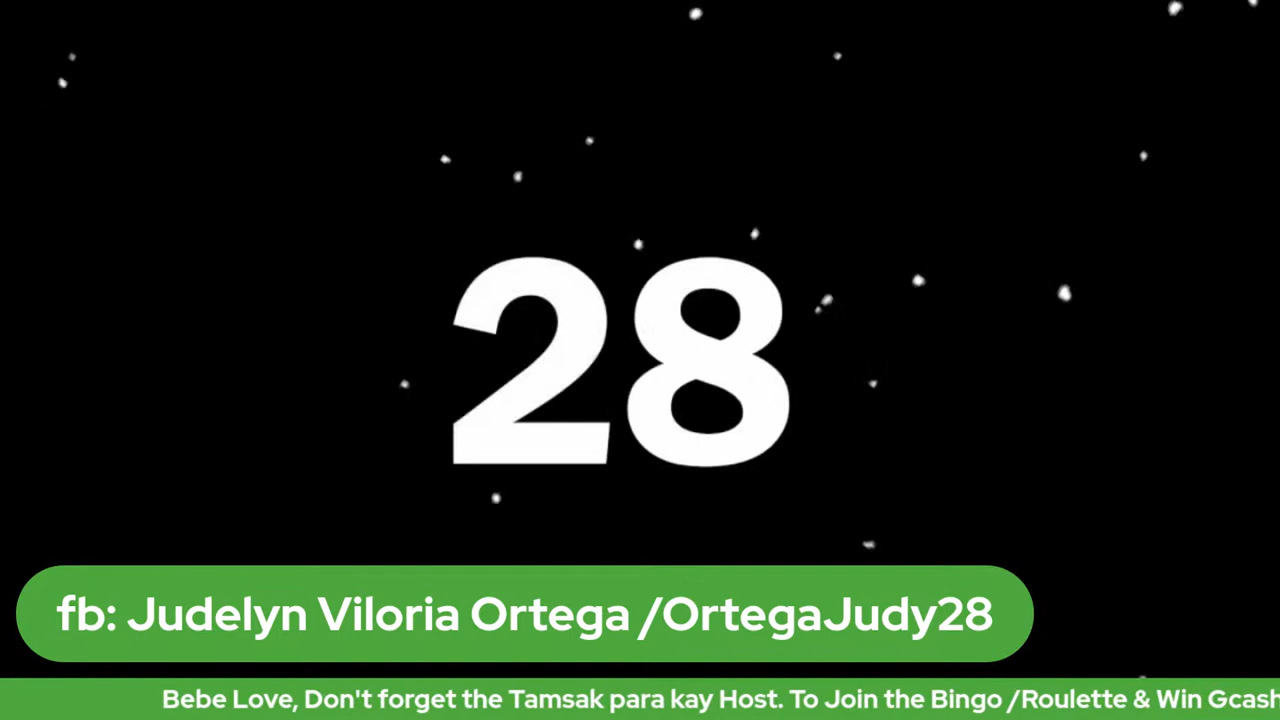 28
fb: Judelyn Viloria Ortega /OrtegaJudy28
Bebe Love, Don't forget the Tamsak para kay Host. To Join the Bingo /Roulette & Win Gcash